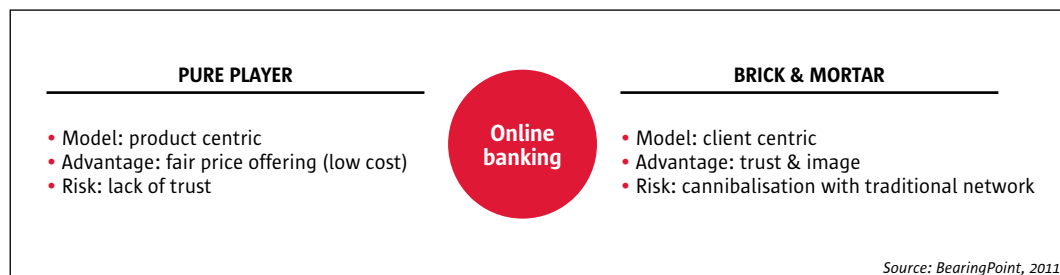 PURE PLAYER
• Model: product centric
• Advantage: fair price offering (low cost)
• Risk: lack of trust
Online
banking
BRICK & MORTAR
• Model: client centric
• Advantage: trust & image
• Risk: cannibalisation with traditional network
Source: BearingPoint, 2011